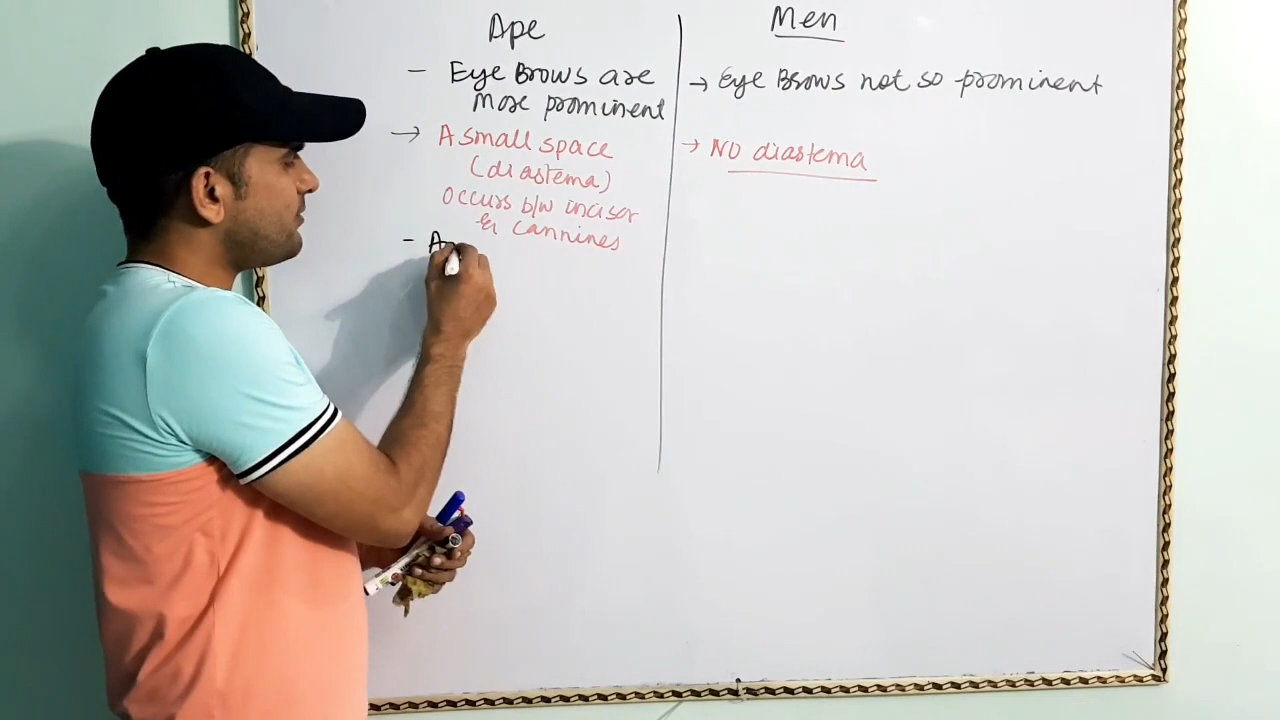 Ape
- Eye Brows are
More prominent
→ A small space
(diastema)
Occurs b/w incisor
& Cannines
- A
Men
→ Eye Brows not so prominent
→ NO diastema